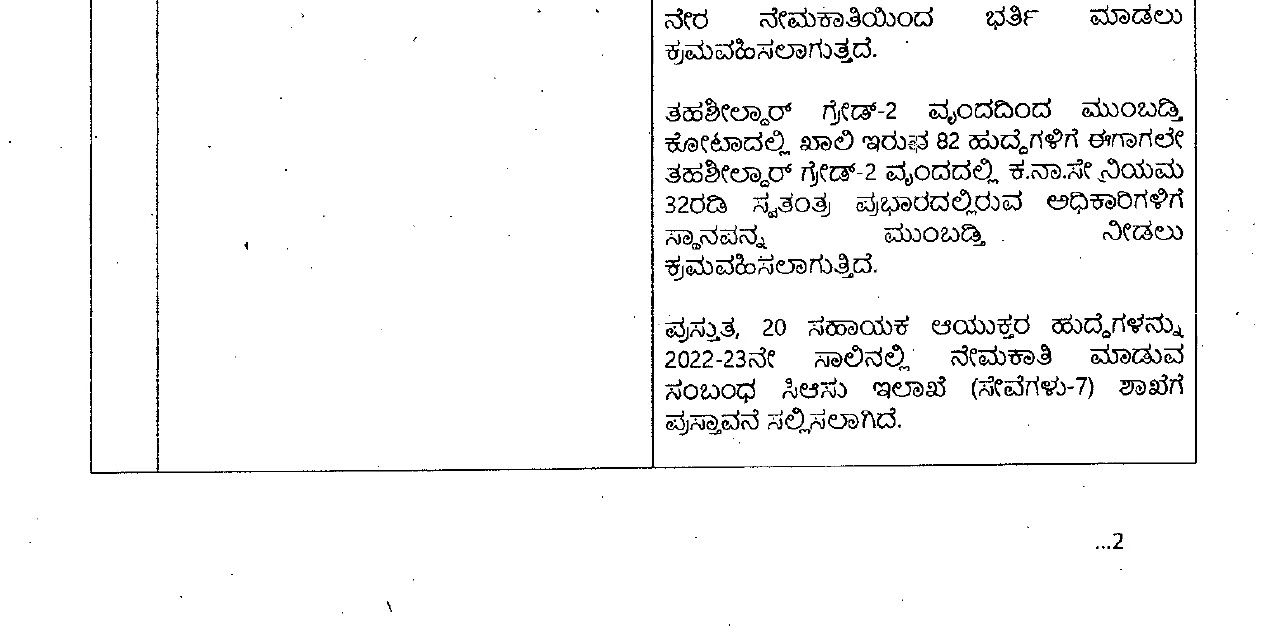 ನೇರ ನೇಮಕಾತಿಯಿಂದ ಭರ್ತಿ ಮಾಡಲು
ಕ್ರಮವಹಿಸಲಾಗುತ್ತದೆ.
ತಹಶೀಲ್ದಾರ್ ಗ್ರೇಡ್-2 ವೃಂದದಿಂದ ಮುಂಬಡ್ತಿ
ಕೋಟಾದಲ್ಲಿ ಖಾಲಿ ಇರುವ 82 ಹುದ್ದೆಗಳಿಗೆ ಈಗಾಗಲೇ
ತಹಶೀಲ್ದಾರ್ ಗ್ರೇಡ್-2 ವೃಂದದಲ್ಲಿ ಕ.ನಾ.ಸೇ ನಿಯಮ
32ರಡಿ ಸ್ವತಂತ್ರ ಪ್ರಭಾರದಲ್ಲಿರುವ ಅಧಿಕಾರಿಗಳಿಗೆ
ಸ್ಥಾನಪನ್ನ ಮುಂಬಡ್ತಿ ನೀಡಲು
ಕ್ರಮವಹಿಸಲಾಗುತ್ತಿದೆ.
ಪ್ರಸ್ತುತ, 20 ಸಹಾಯಕ ಆಯುಕ್ತರ ಹುದ್ದೆಗಳನ್ನು
2022-23ನೇ ಸಾಲಿನಲ್ಲಿ ನೇಮಕಾತಿ ಮಾಡುವ
ಸಂಬಂಧ ಸಿಆಸು ಇಲಾಖೆ (ಸೇವೆಗಳು-7) ಶಾಖೆಗೆ
ಪ್ರಸ್ತಾವನೆ ಸಲ್ಲಿಸಲಾಗಿದೆ.
...2